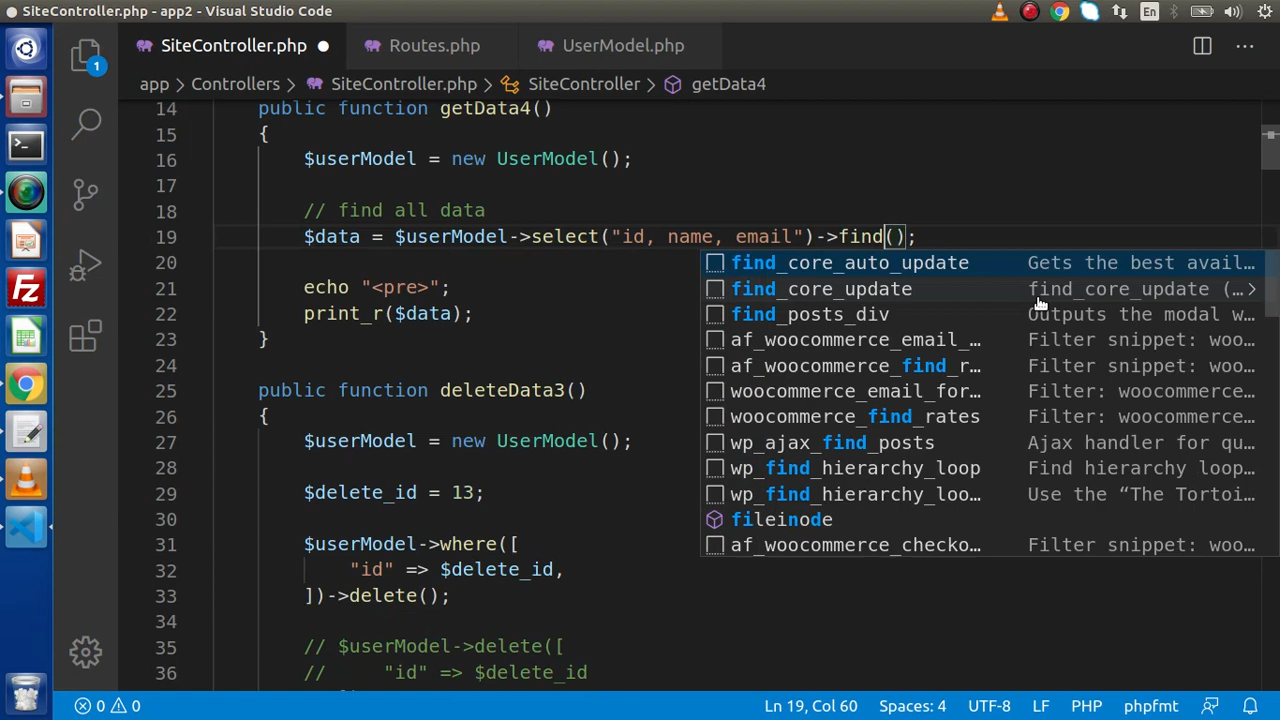 SiteController.php - app2 - Visual Studio Code
En
SiteController.php
Routes.php
UserModel.php
1
app > Controllers > SiteController.php > SiteController > getData4
14 public function getData4()
15 {
16 $userModel = new UserModel();
17
18 // find all data
19 $data = $userModel->select("id, name, email")->find();
20
21 echo "<pre>";
22 print_r($data);
23 }
24
25 public function deleteData3()
26 {
27 $userModel = new UserModel();
28
29 $delete_id = 13;
30
31 $userModel->where([
32 "id" => $delete_id,
33 ])->delete();
34
35 // $userModel->delete([
36 // "id" => $delete_id
find_core_auto_update Gets the best avail…
find_core_update find_core_update (…
find_posts_div Outputs the modal w…
af_woocommerce_email_… Filter snippet: woo…
af_woocommerce_find_r… Filter snippet: woo…
woocommerce_email_for… Filter: woocommerce…
woocommerce_find_rates Filter: woocommerce…
wp_ajax_find_posts Ajax handler for qu…
wp_find_hierarchy_loop Find hierarchy loop…
wp_find_hierarchy_loo… Use the “The Tortoi…
fileinode
af_woocommerce_checko… Filter snippet: woo…
0 0 Ln 19, Col 60 Spaces: 4 UTF-8 LF PHP phpfmt